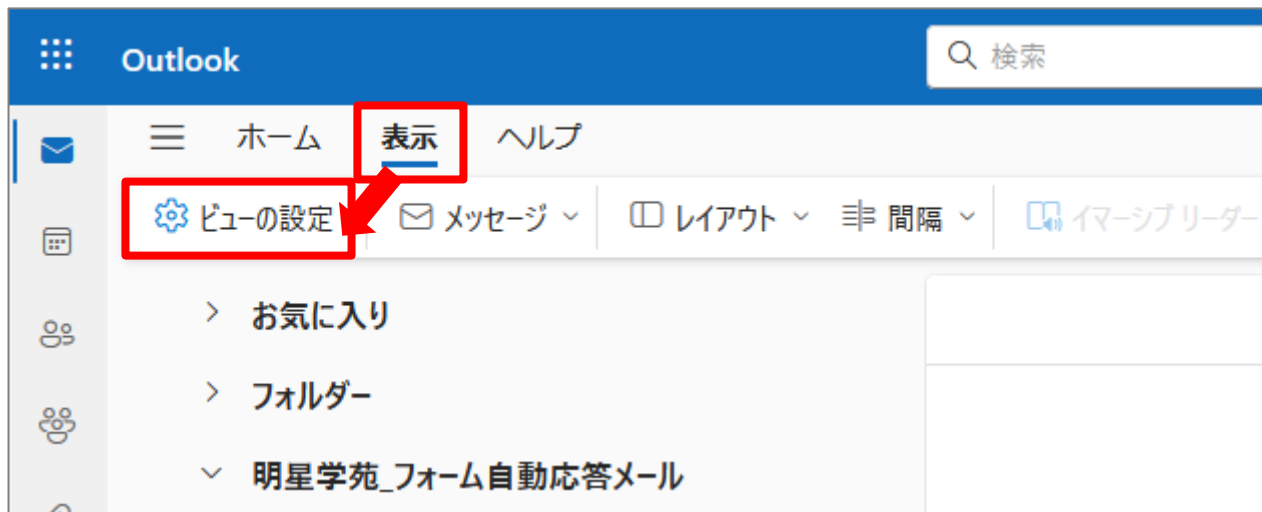 Outlook 検索
ホーム 表示 ヘルプ
ビューの設定 メッセージ レイアウト 間隔 イマーシブ リーダー
お気に入り
フォルダー
明星学苑_フォーム自動応答メール